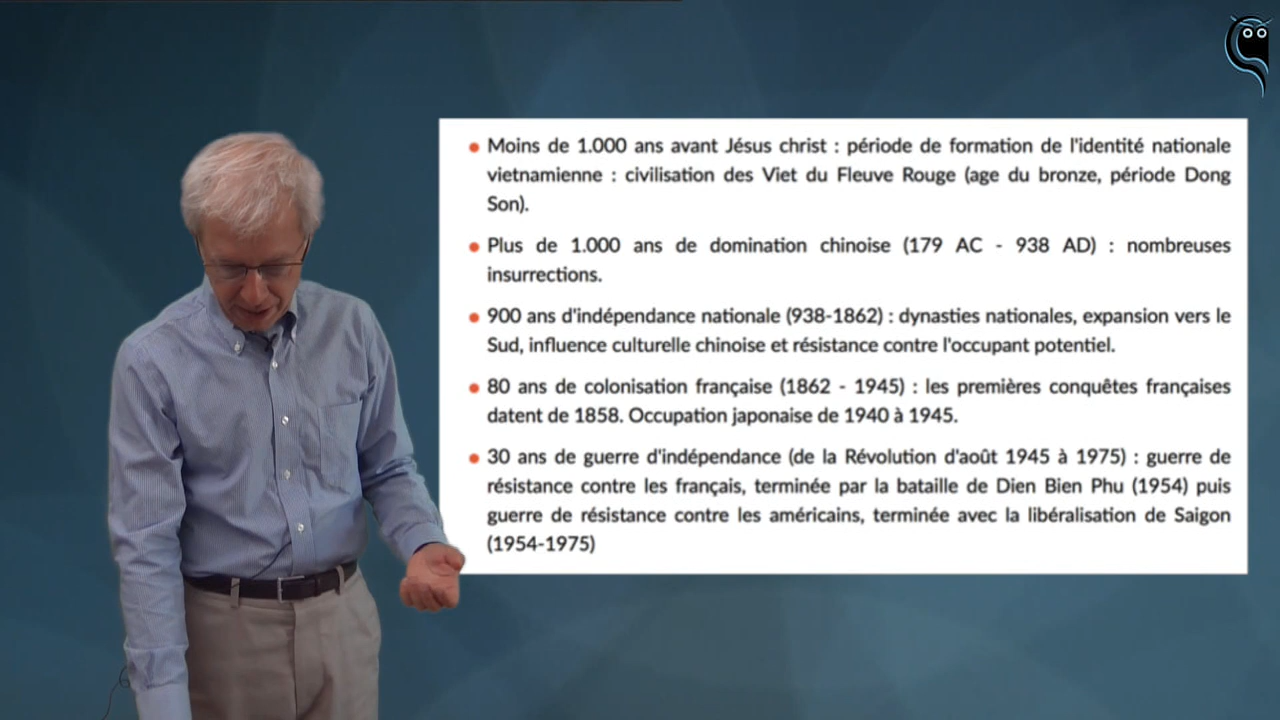 Moins de 1.000 ans avant Jésus christ : période de formation de l'identité nationale
vietnamienne : civilisation des Viet du Fleuve Rouge (age du bronze, période Dong
Son).
Plus de 1.000 ans de domination chinoise (179 AC - 938 AD) : nombreuses
insurrections.
900 ans d'indépendance nationale (938-1862) : dynasties nationales, expansion vers le
Sud, influence culturelle chinoise et résistance contre l'occupant potentiel.
80 ans de colonisation française (1862 - 1945) : les premières conquêtes françaises
datent de 1858. Occupation japonaise de 1940 à 1945.
30 ans de guerre d'indépendance (de la Révolution d'août 1945 à 1975) : guerre de
résistance contre les français, terminée par la bataille de Dien Bien Phu (1954) puis
guerre de résistance contre les américains, terminée avec la libéralisation de Saigon
(1954-1975)